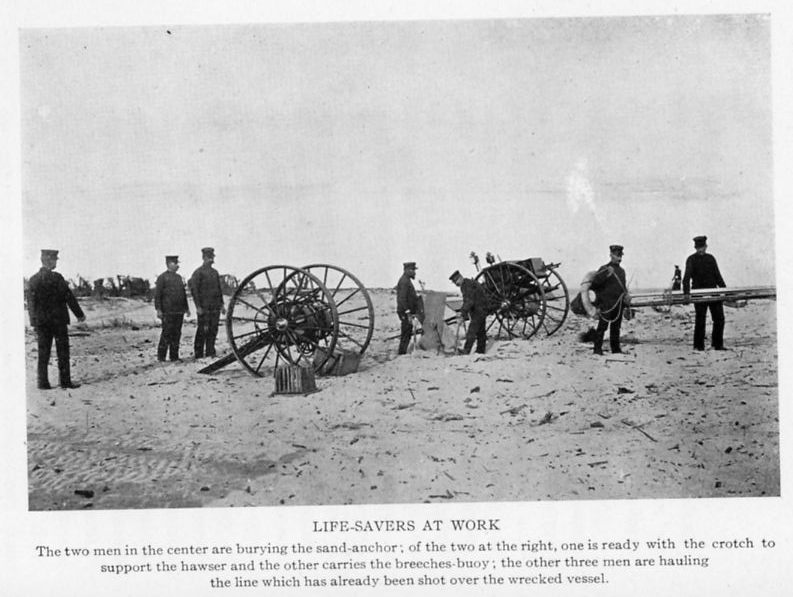 LIFE-SAVERS AT WORK
The two men in the center are burying the sand-anchor; of the two at the right, one is ready with the crotch to
support the hawser and the other carries the breeches-buoy; the other three men are hauling
the line which has already been shot over the wrecked vessel.